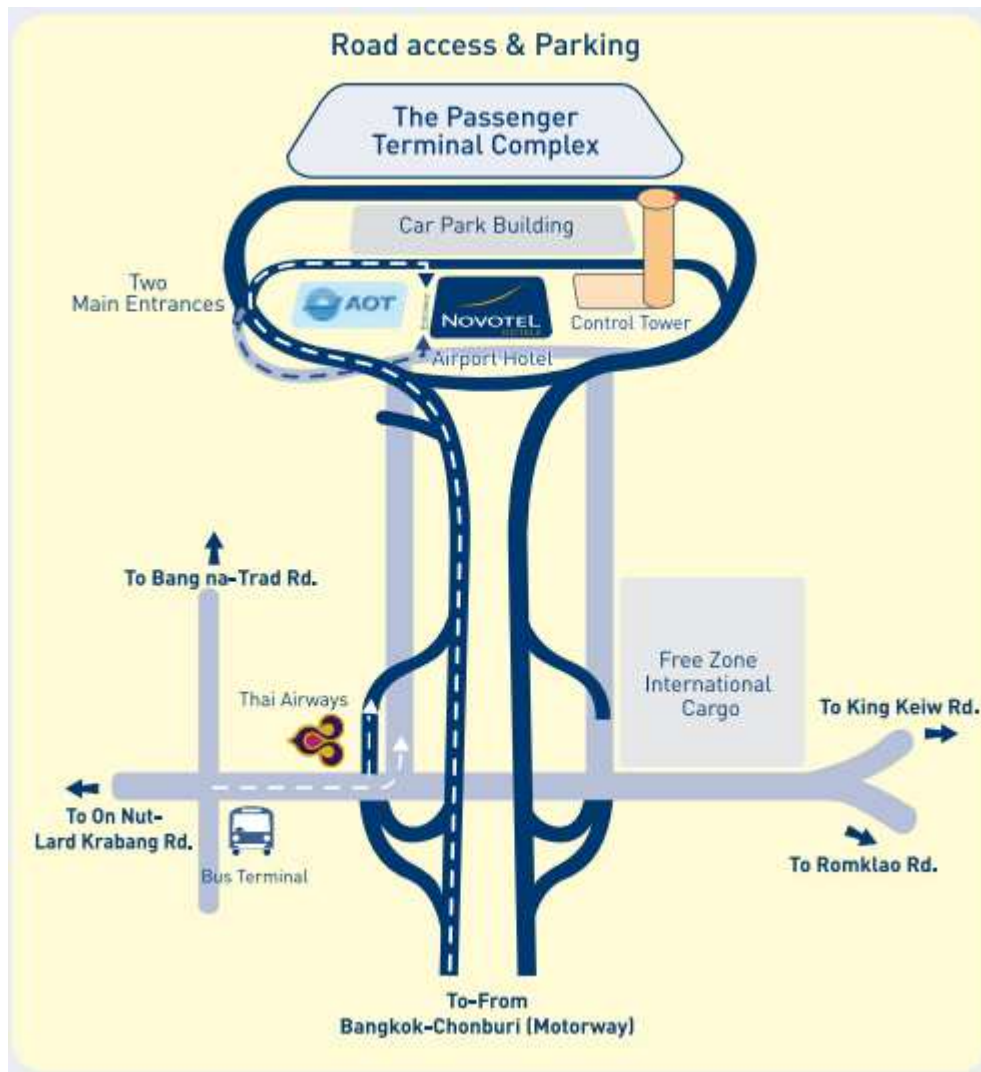 Road access & Parking
The Passenger
Terminal Complex
Car Park Building
Two
Main Entrances
AOT
NOVOTEL
HOTELS
Control Tower
Airport Hotel
To Bang na-Trad Rd.
Thai Airways
Free Zone
International
Cargo
To King Keiw Rd.
To On Nut-
Lard Krabang Rd.
Bus Terminal
To Romklao Rd.
To-From
Bangkok-Chonburi (Motorway)